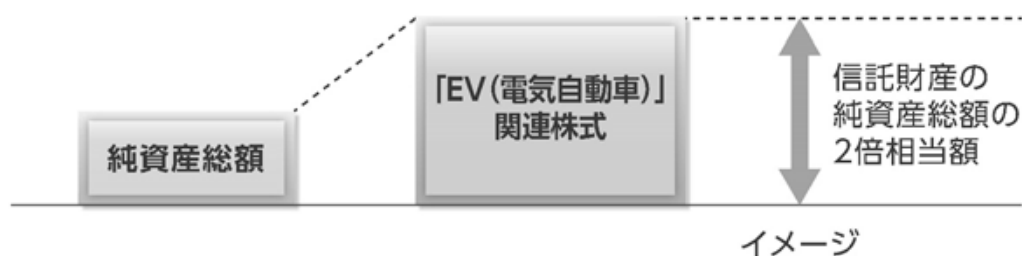 純資産総額
「EV(電気自動車)」
関連株式
信託財産の
純資産総額の
2倍相当額
イメージ